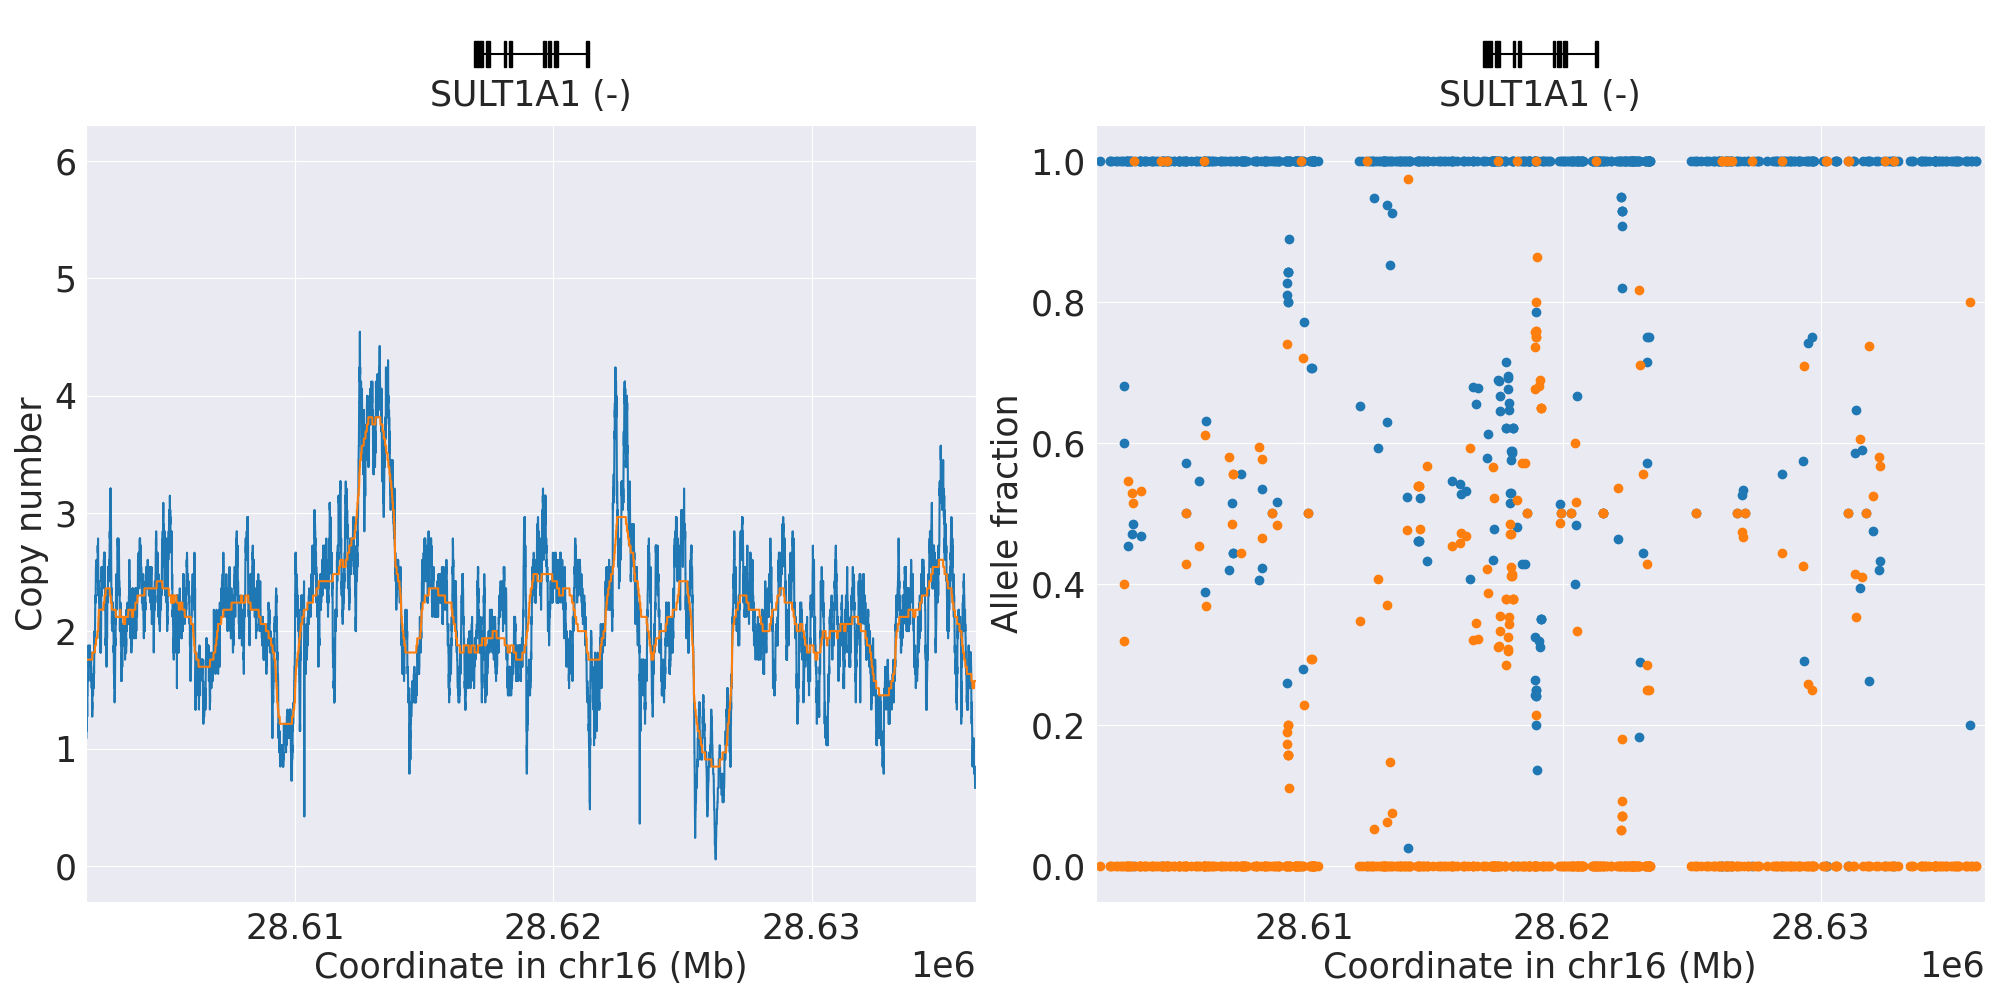 SULT1A1 (-)
Copy number
6
5
4
3
2
1
0
28.61
28.62
28.63
Coordinate in chr16 (Mb)
1e6
SULT1A1 (-)
Allele fraction
1.0
0.8
0.6
0.4
0.2
0.0
28.61
28.62
28.63
Coordinate in chr16 (Mb)
1e6